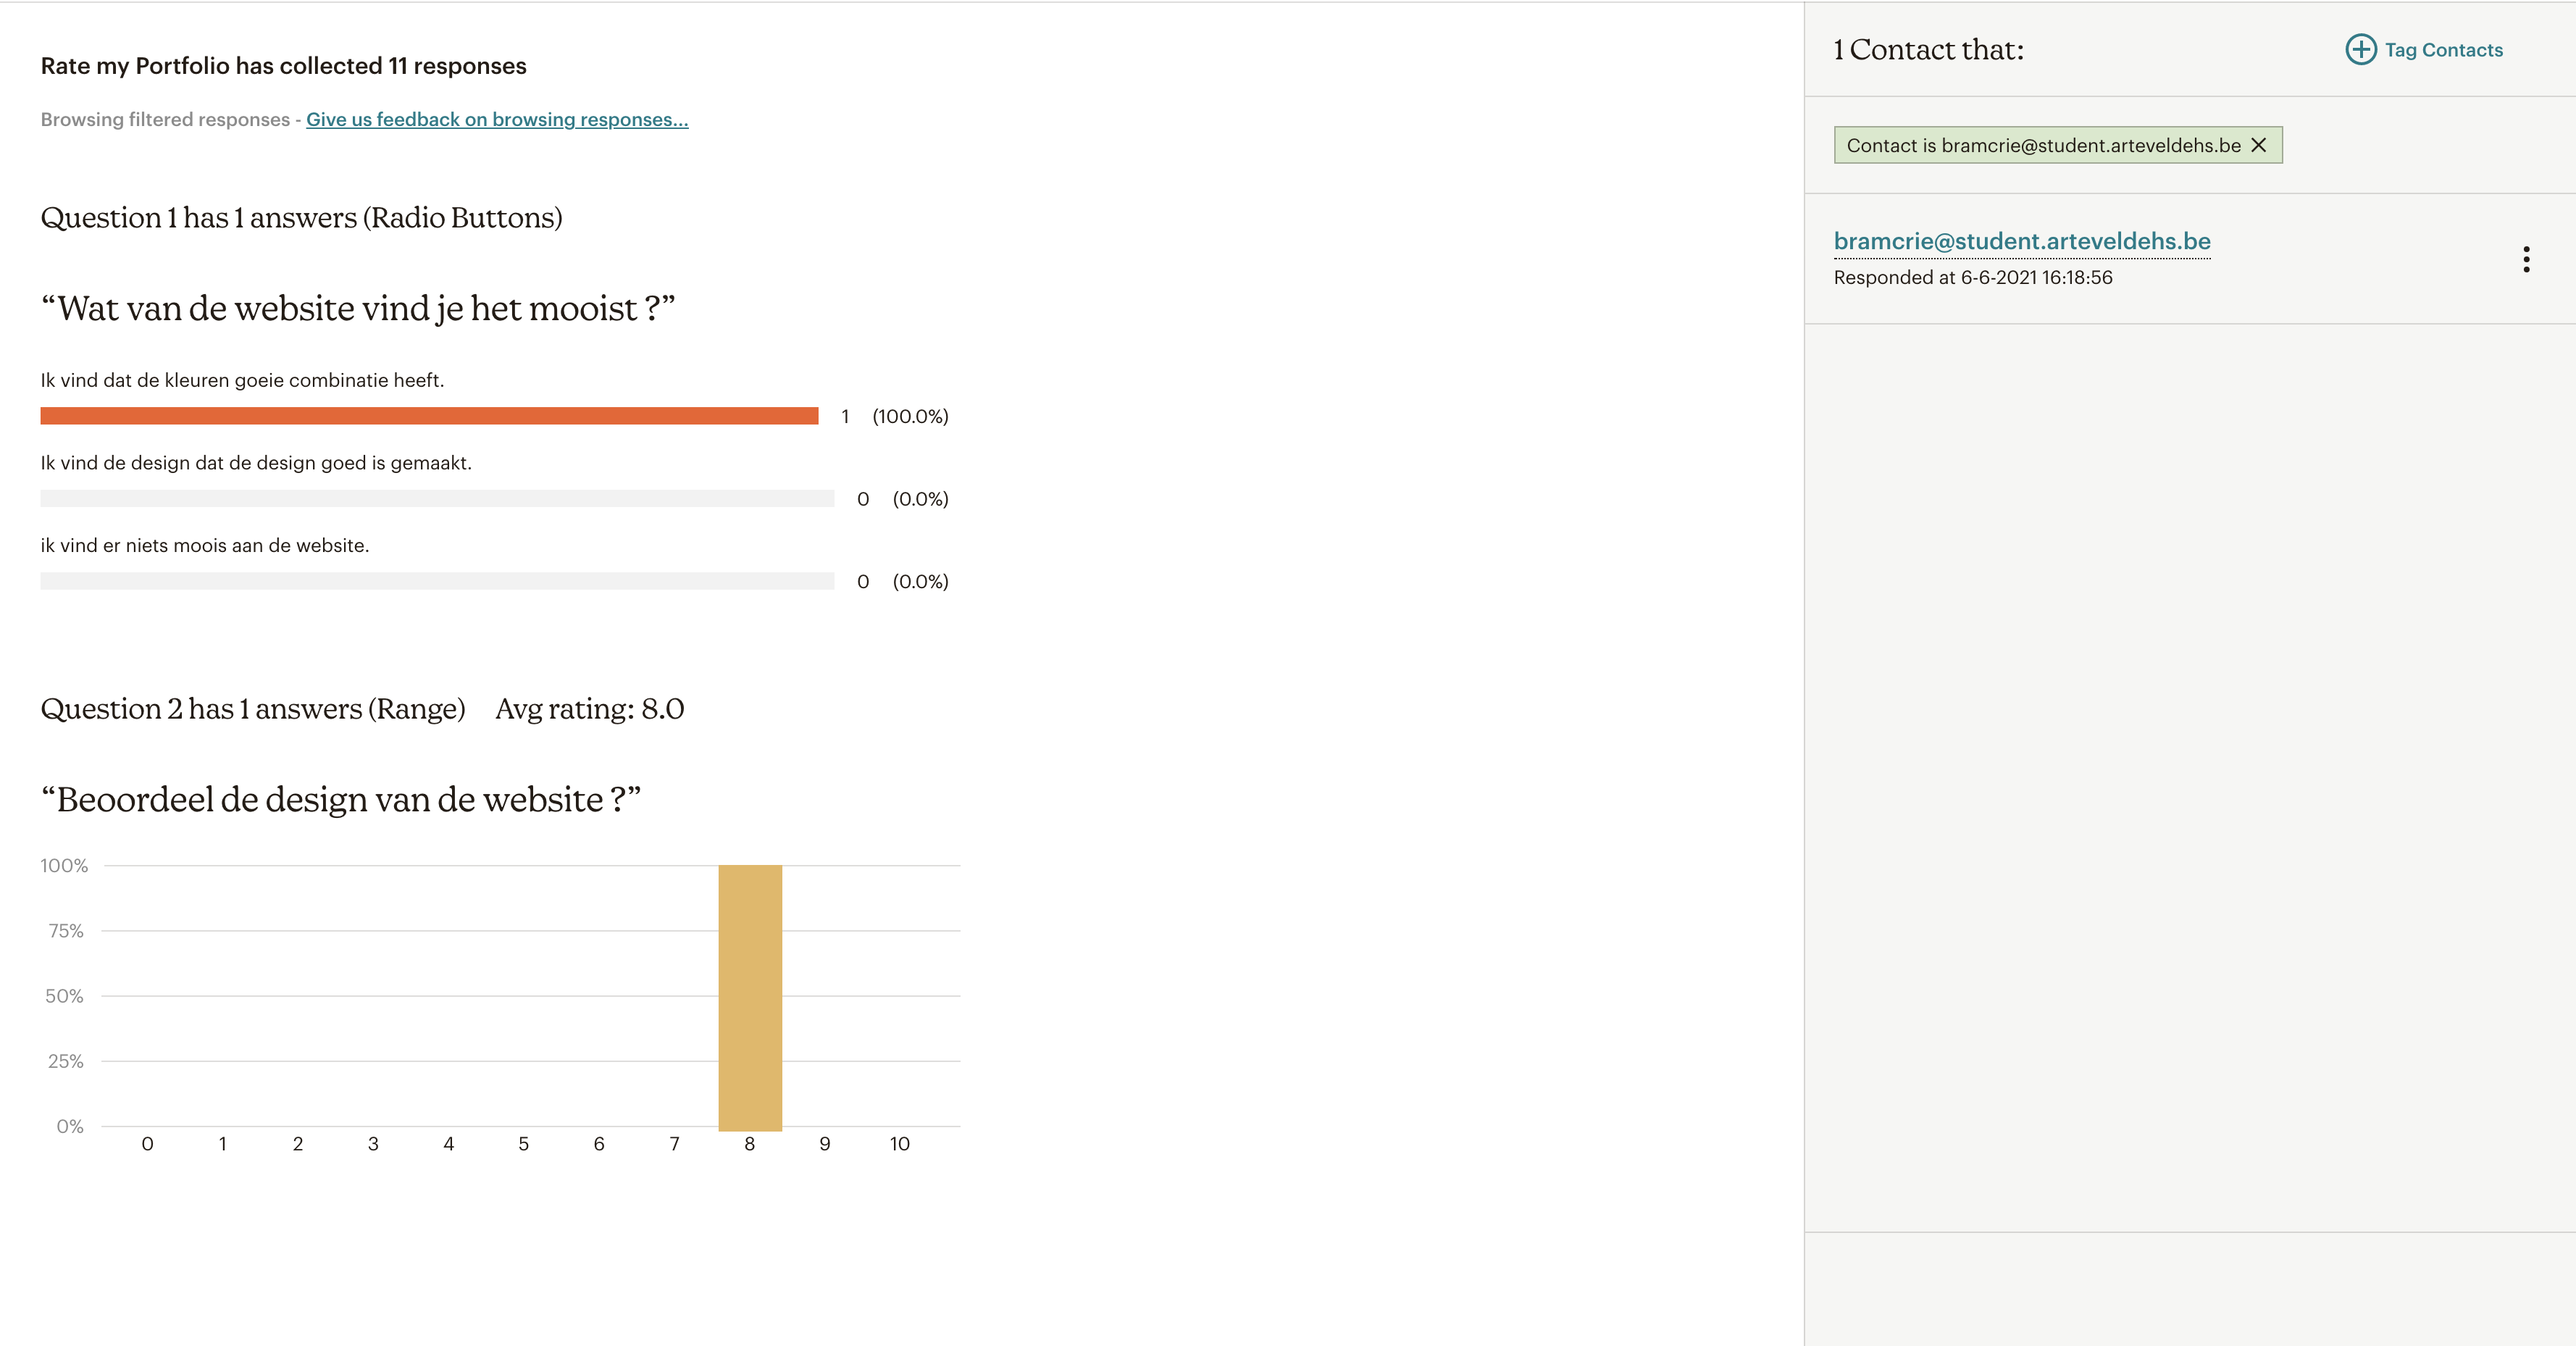 Rate my Portfolio has collected 11 responses
Browsing filtered responses - Give us feedback on browsing responses...
Question 1 has 1 answers (Radio Buttons)
“Wat van de website vind je het mooist ?”
Ik vind dat de kleuren goeie combinatie heeft.
1 (100.0%)
Ik vind de design dat de design goed is gemaakt.
0 (0.0%)
ik vind er niets moois aan de website.
0 (0.0%)
Question 2 has 1 answers (Range) Avg rating: 8.0
“Beoordeel de design van de website ?”
100%
75%
50%
25%
0%
0 1 2 3 4 5 6 7 8 9 10
1 Contact that:
Tag Contacts
Contact is bramcrie@student.arteveldehs.be
bramcrie@student.arteveldehs.be
Responded at 6-6-2021 16:18:56